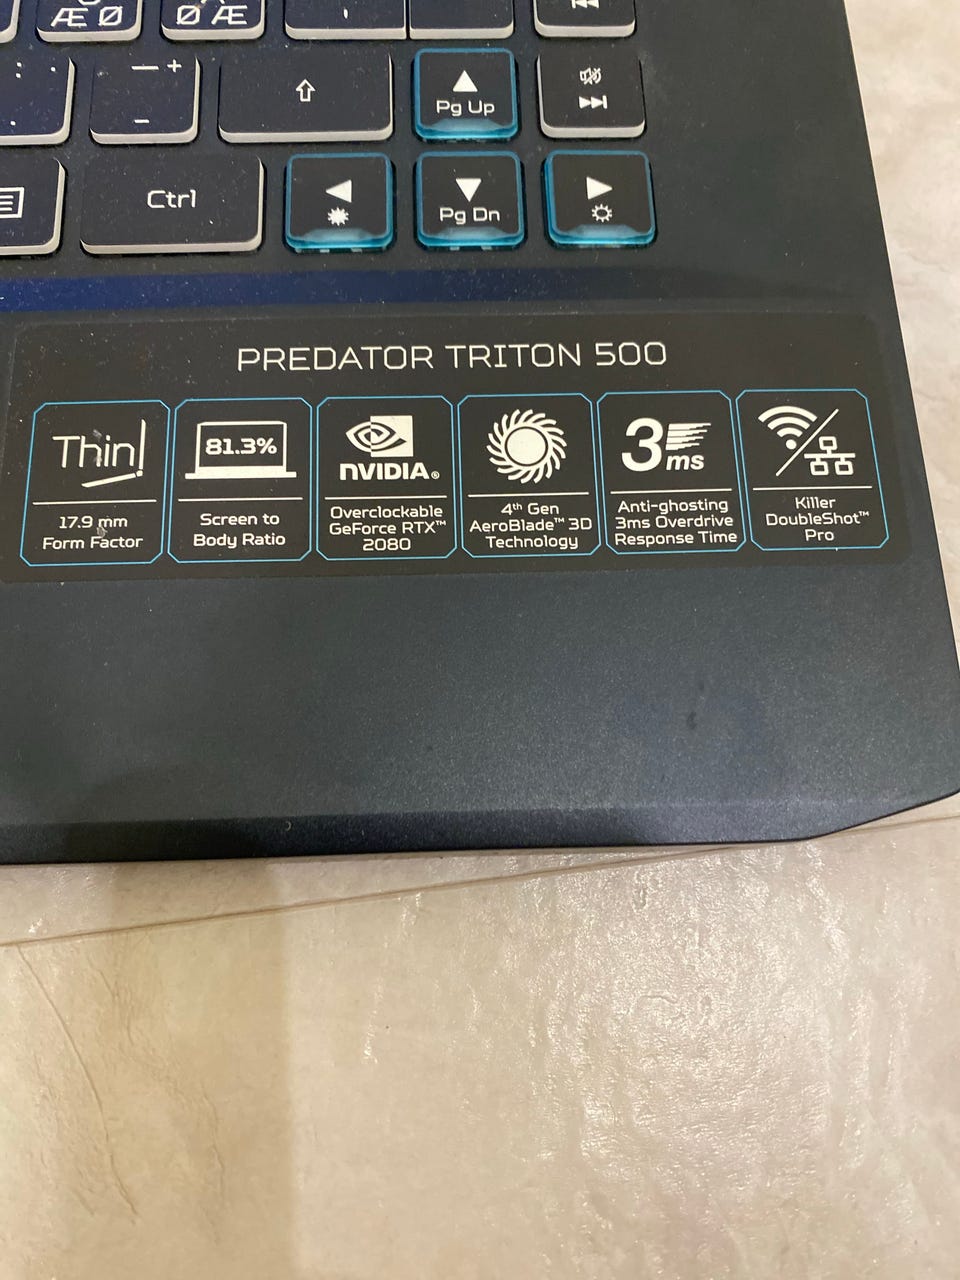 Æ Ø Ø Æ
Pg Up
Ctrl
Pg Dn
PREDATOR TRITON 500
Thin!
17.9 mm
Form Factor
81.3%
Screen to
Body Ratio
NVIDIA®
Overclockable
GeForce RTX™
2080
4th Gen
AeroBlade™ 3D
Technology
3ms
Anti-ghosting
3ms Overdrive
Response Time
Killer
DoubleShot™
Pro